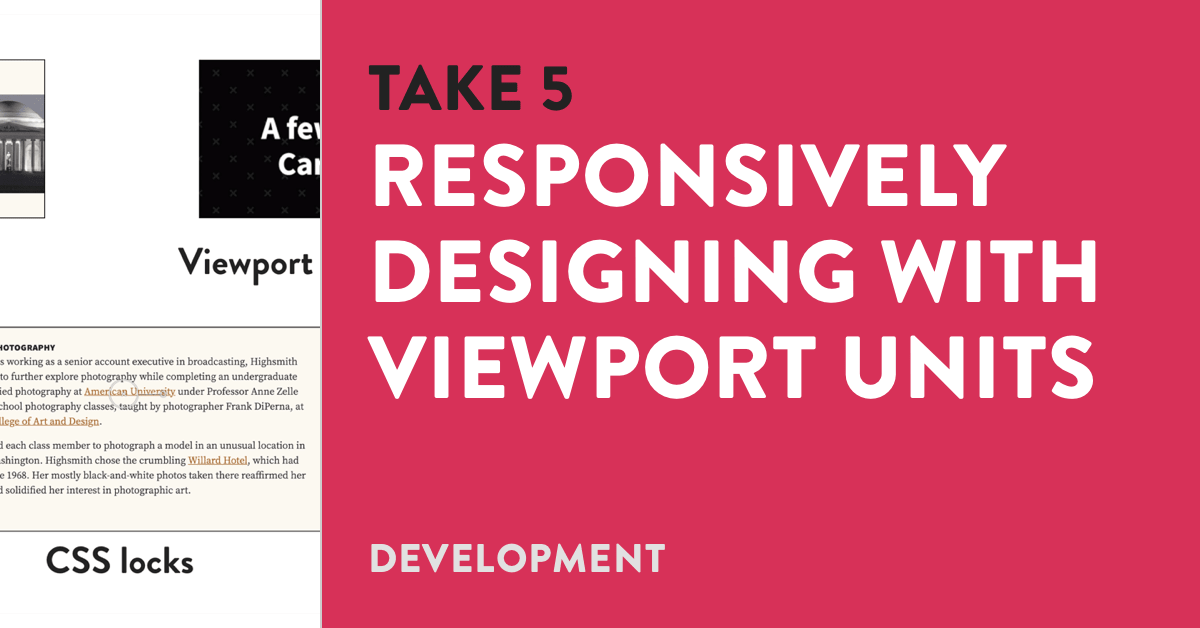 A few
Car
Viewport
HOTOGRAPHY
s working as a senior account executive in broadcasting, Highsmith
to further explore photography while completing an undergraduate
ied photography at American University under Professor Anne Zelle
chool photography classes, taught by photographer Frank DiPerna, at
llege of Art and Design.
d each class member to photograph a model in an unusual location in
shington. Highsmith chose the crumbling Willard Hotel, which had
e 1968. Her mostly black-and-white photos taken there reaffirmed her
d solidified her interest in photographic art.
CSS locks
TAKE 5
RESPONSIVELY
DESIGNING WITH
VIEWPORT UNITS
DEVELOPMENT